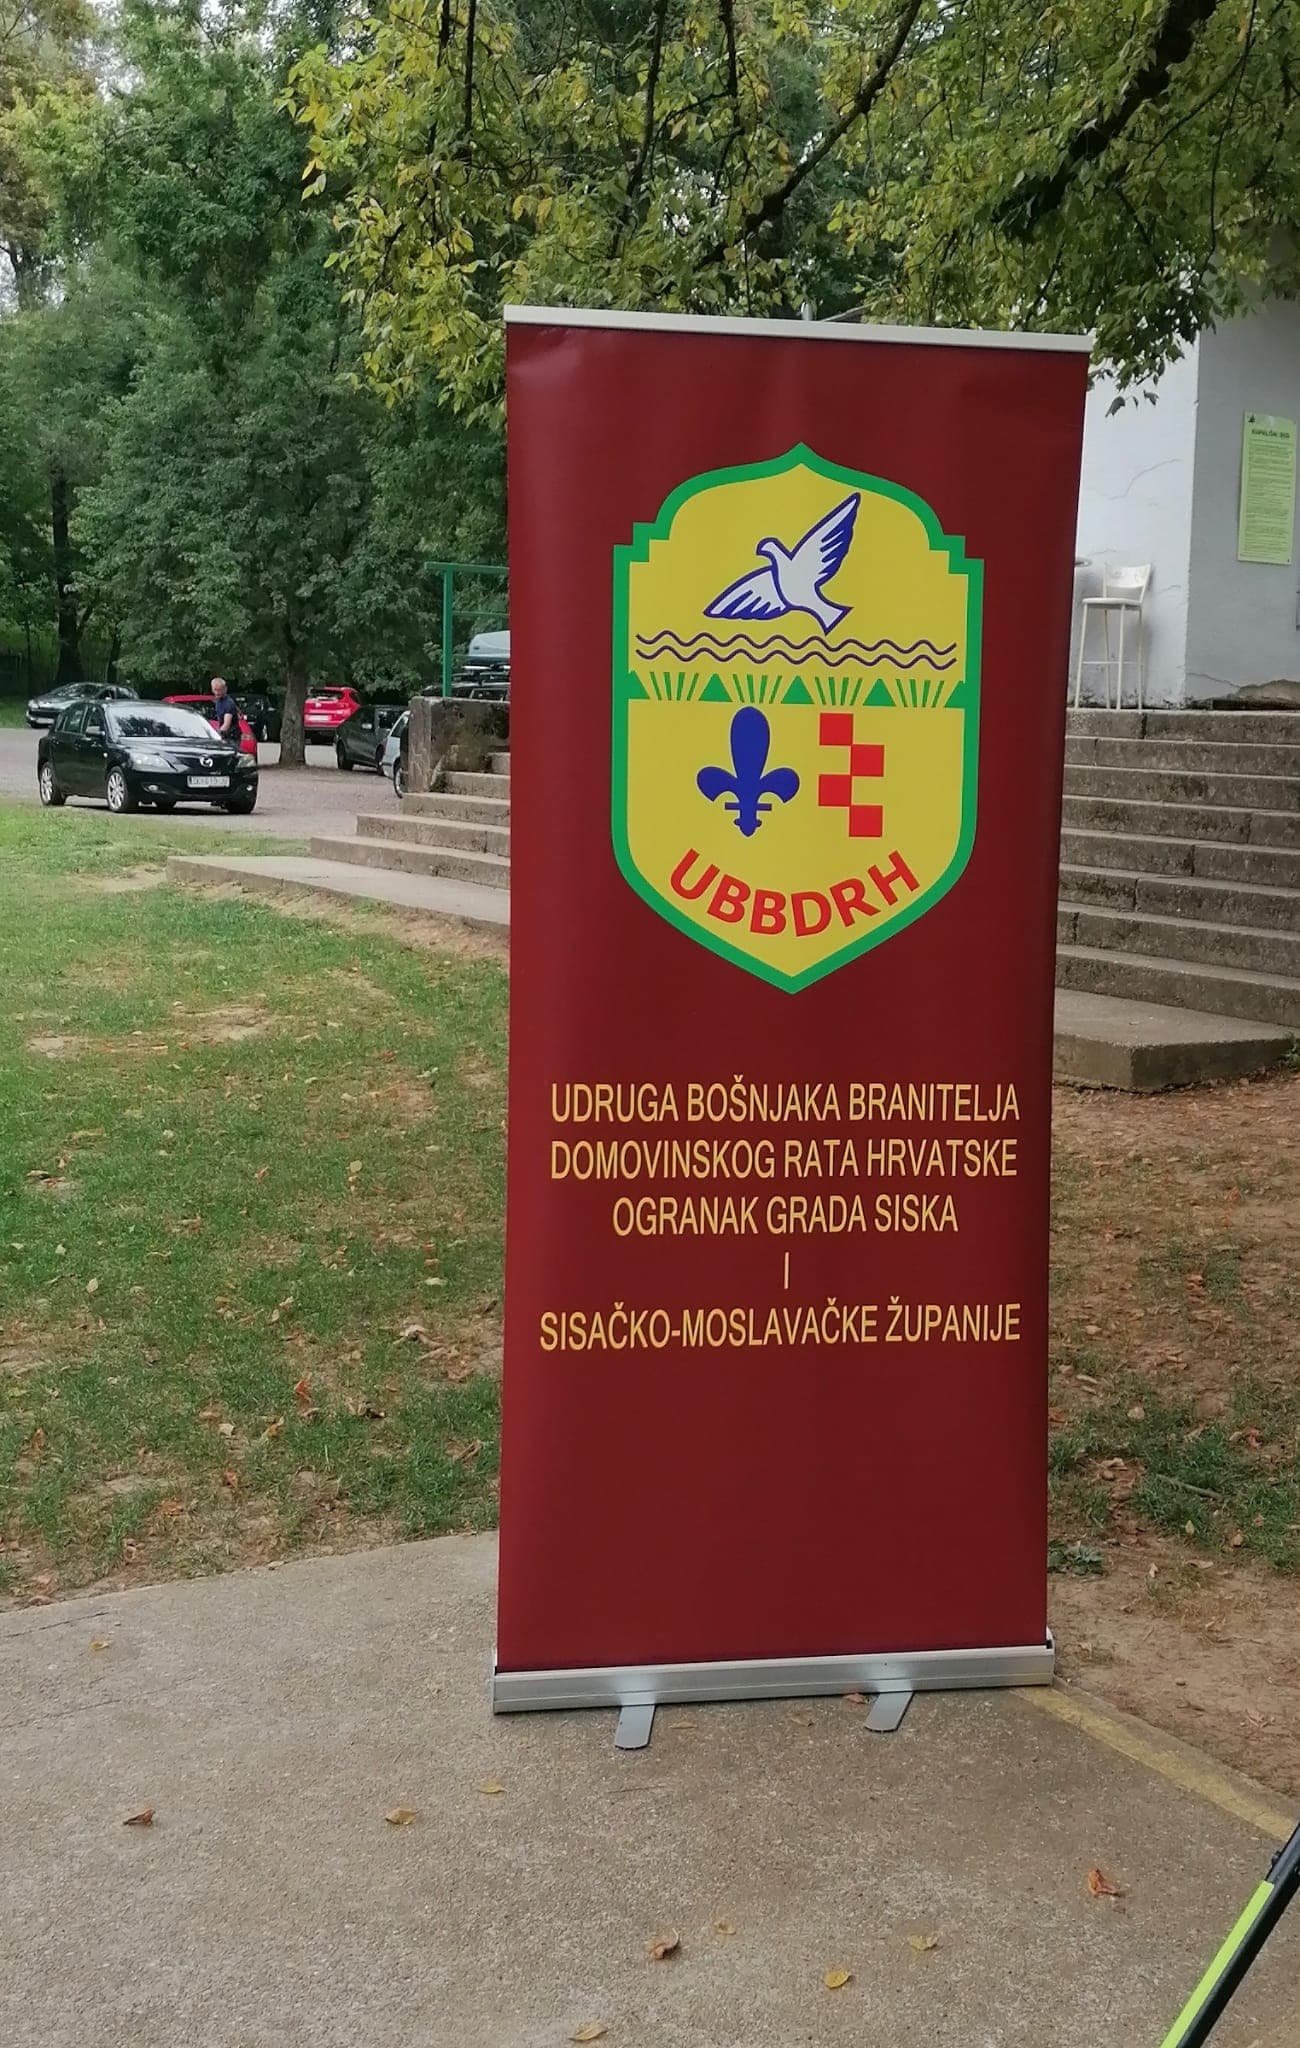 UBBDRH
UDRUGA BOŠNJAKA BRANITELJA
DOMOVINSKOG RATA HRVATSKE
OGRANAK GRADA SISKA
I
SISAČKO-MOSLAVAČKE ŽUPANIJE